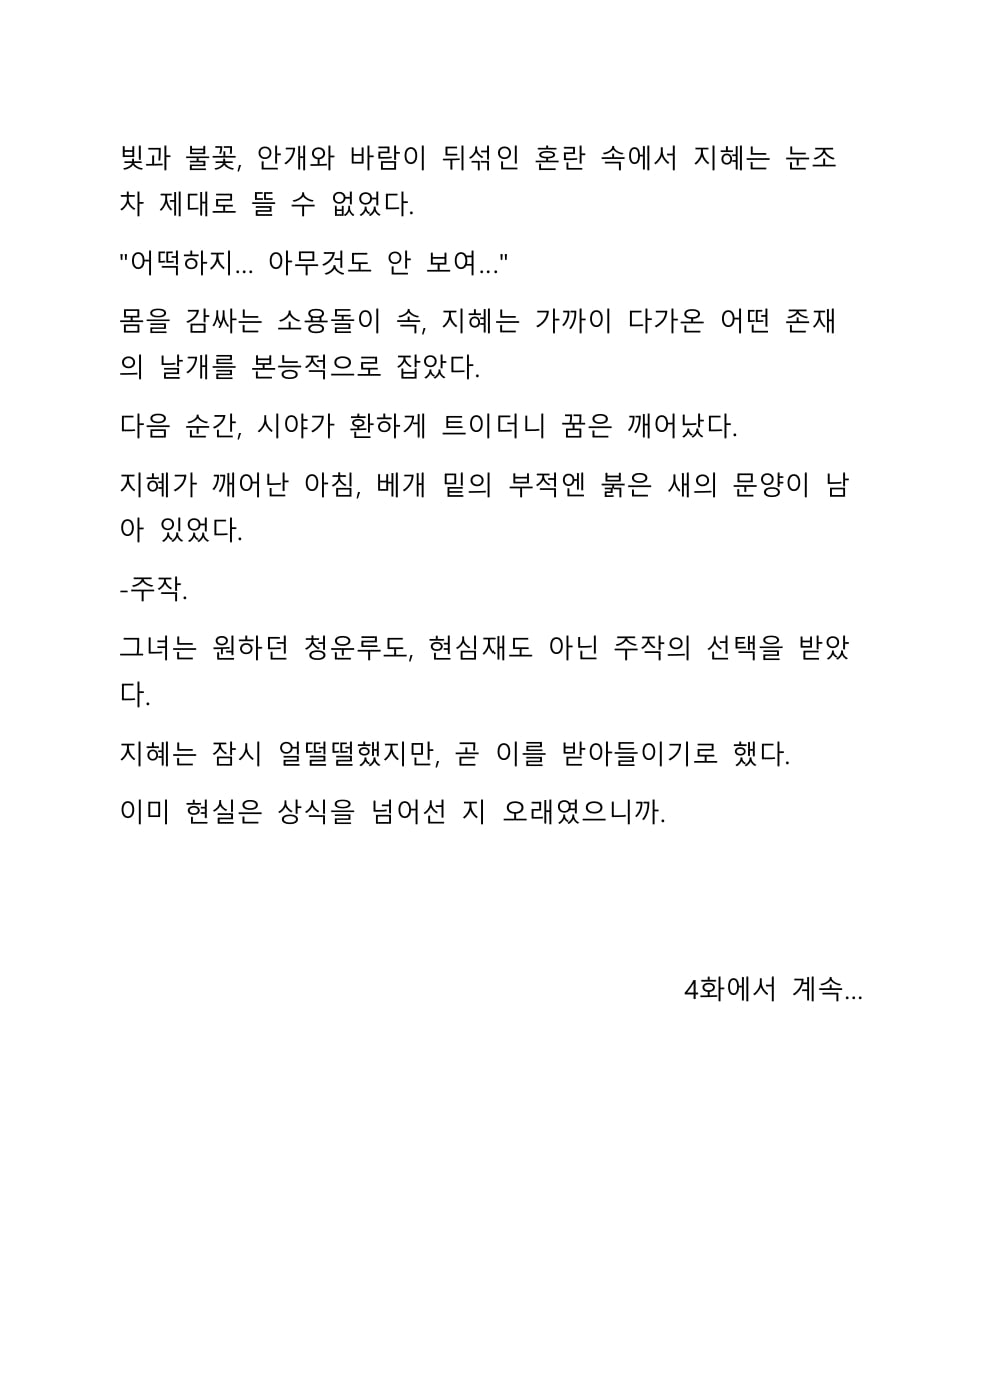 빛과 불꽃, 안개와 바람이 뒤섞인 혼란 속에서 지혜는 눈조
차 제대로 뜰 수 없었다.
"어떡하지... 아무것도 안 보여..."
몸을 감싸는 소용돌이 속, 지혜는 가까이 다가온 어떤 존재
의 날개를 본능적으로 잡았다.
다음 순간, 시야가 환하게 트이더니 꿈은 깨어났다.
지혜가 깨어난 아침, 베개 밑의 부적엔 붉은 새의 문양이 남
아 있었다.
-주작.
그녀는 원하던 청운루도, 현심재도 아닌 주작의 선택을 받았
다.
지혜는 잠시 얼떨떨했지만, 곧 이를 받아들이기로 했다.
이미 현실은 상식을 넘어선 지 오래였으니까.
4화에서 계속...